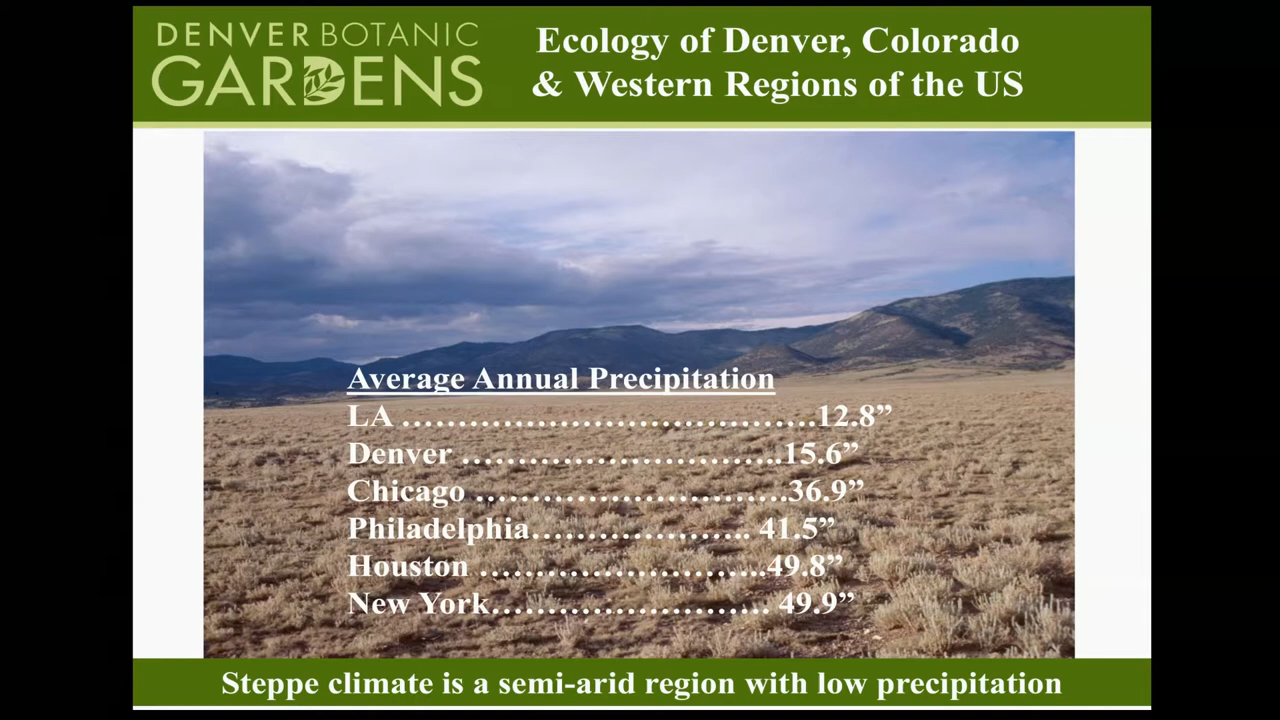 DENVER BOTANIC
GARDENS
Ecology of Denver, Colorado
& Western Regions of the US
Average Annual Precipitation
LA ………………………………….12.8”
Denver …………………………..15.6”
Chicago ………………………….36.9”
Philadelphia………………….. 41.5”
Houston ………………………..49.8”
New York………………………. 49.9”
Steppe climate is a semi-arid region with low precipitation